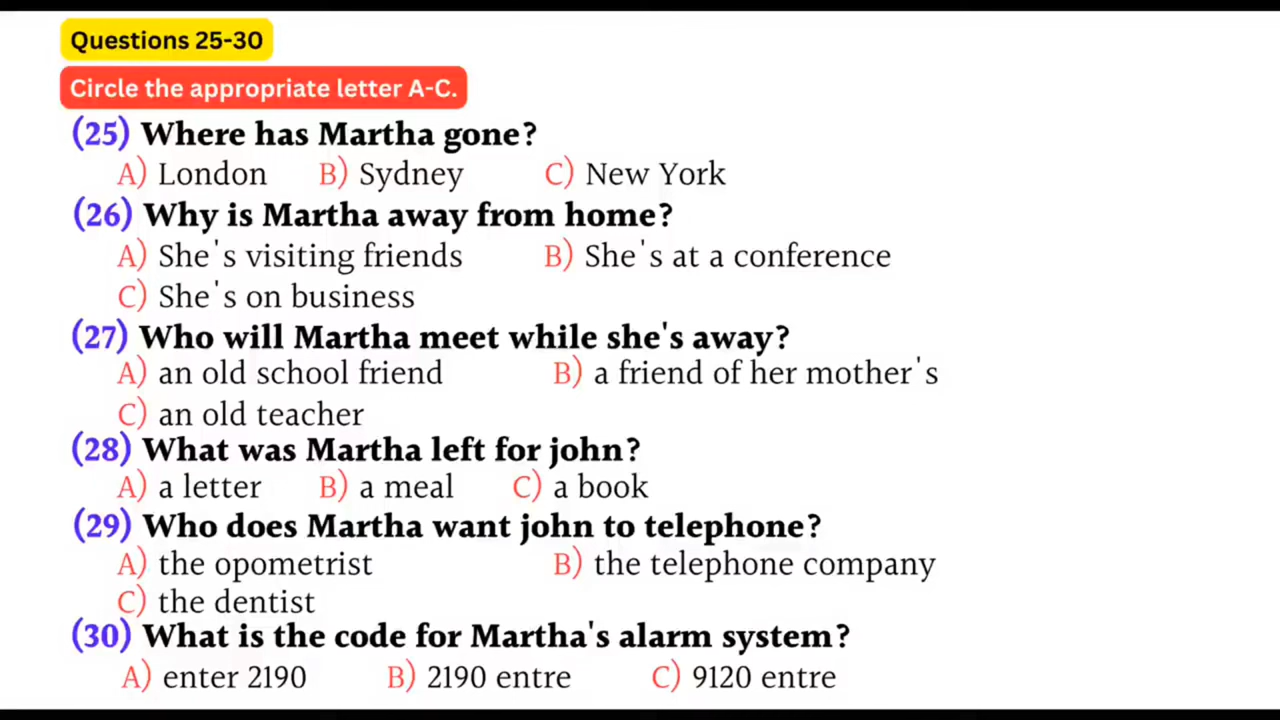 Questions 25-30
Circle the appropriate letter A-C.
(25) Where has Martha gone?
A) London B) Sydney C) New York
(26) Why is Martha away from home?
A) She's visiting friends B) She's at a conference
C) She's on business
(27) Who will Martha meet while she's away?
A) an old school friend B) a friend of her mother's
C) an old teacher
(28) What was Martha left for john?
A) a letter B) a meal C) a book
(29) Who does Martha want john to telephone?
A) the opometrist B) the telephone company
C) the dentist
(30) What is the code for Martha's alarm system?
A) enter 2190 B) 2190 entre C) 9120 entre